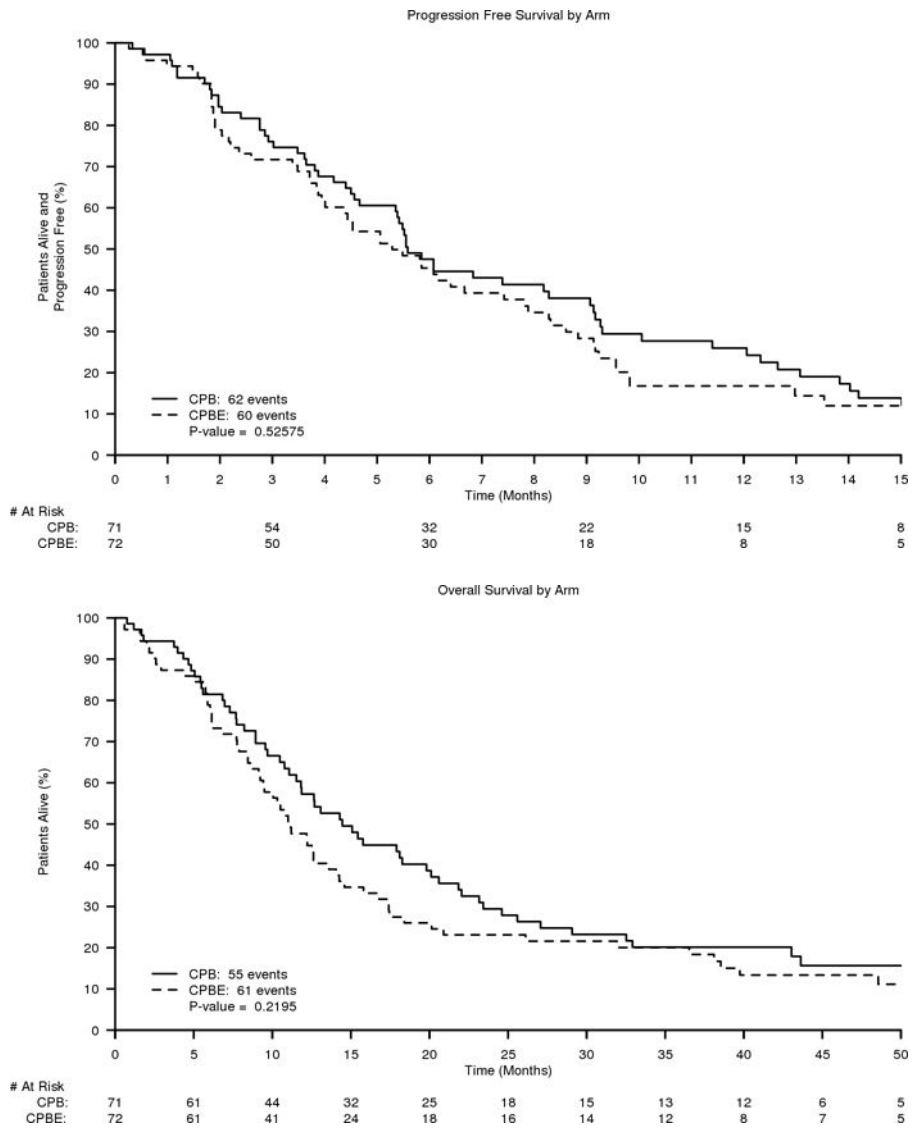 Progression Free Survival by Arm
100
90
80
70
60
50
40
30
20
10
0
Patients Alive and
Progression Free (%)
CPB: 62 events
CPBE: 60 events
P-value = 0.52575
0 1 2 3 4 5 6 7 8 9 10 11 12 13 14 15
Time (Months)
# At Risk
CPB: 71 54 32 22 15 8
CPBE: 72 50 30 18 8 5
Overall Survival by Arm
100
90
80
70
60
50
40
30
20
10
0
Patients Alive (%)
CPB: 55 events
CPBE: 61 events
P-value = 0.2195
0 5 10 15 20 25 30 35 40 45 50
Time (Months)
# At Risk
CPB: 71 61 44 32 25 18 15 13 12 6 5
CPBE: 72 61 41 24 18 16 14 12 8 7 5